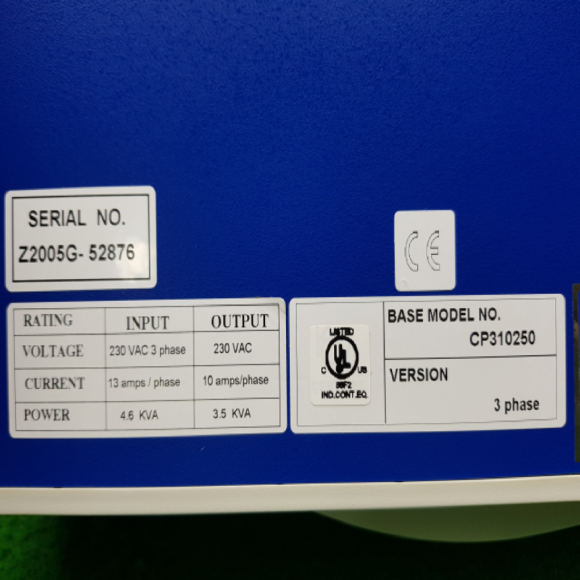 SERIAL NO.
Z2005G- 52876
CE
RATING INPUT OUTPUT
VOLTAGE 230 VAC 3 phase 230 VAC
CURRENT 13 amps / phase 10 amps/phase
POWER 4.6 KVA 3.5 KVA
LISTED
UL
C US
88F2
IND.CONT.EQ.
BASE MODEL NO.
CP310250
VERSION
3 phase